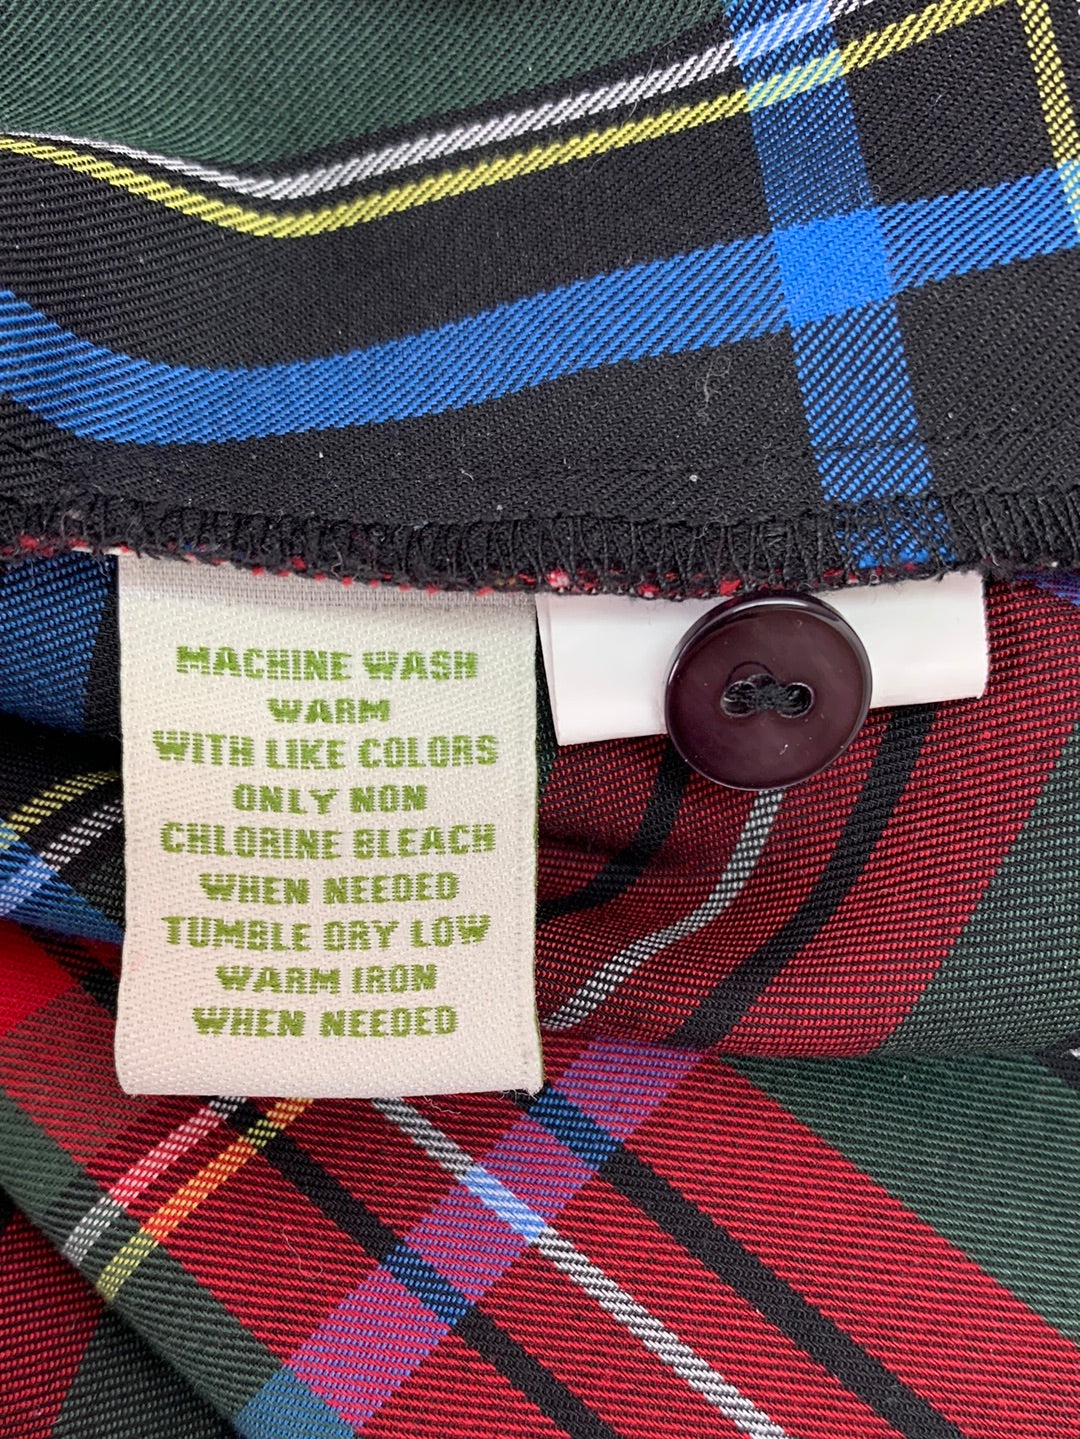 MACHINE WASH
WARM
WITH LIKE COLORS
ONLY NON
CHLORINE BLEACH
WHEN NEEDED
TUMBLE DRY LOW
WARM IRON
WHEN NEEDED